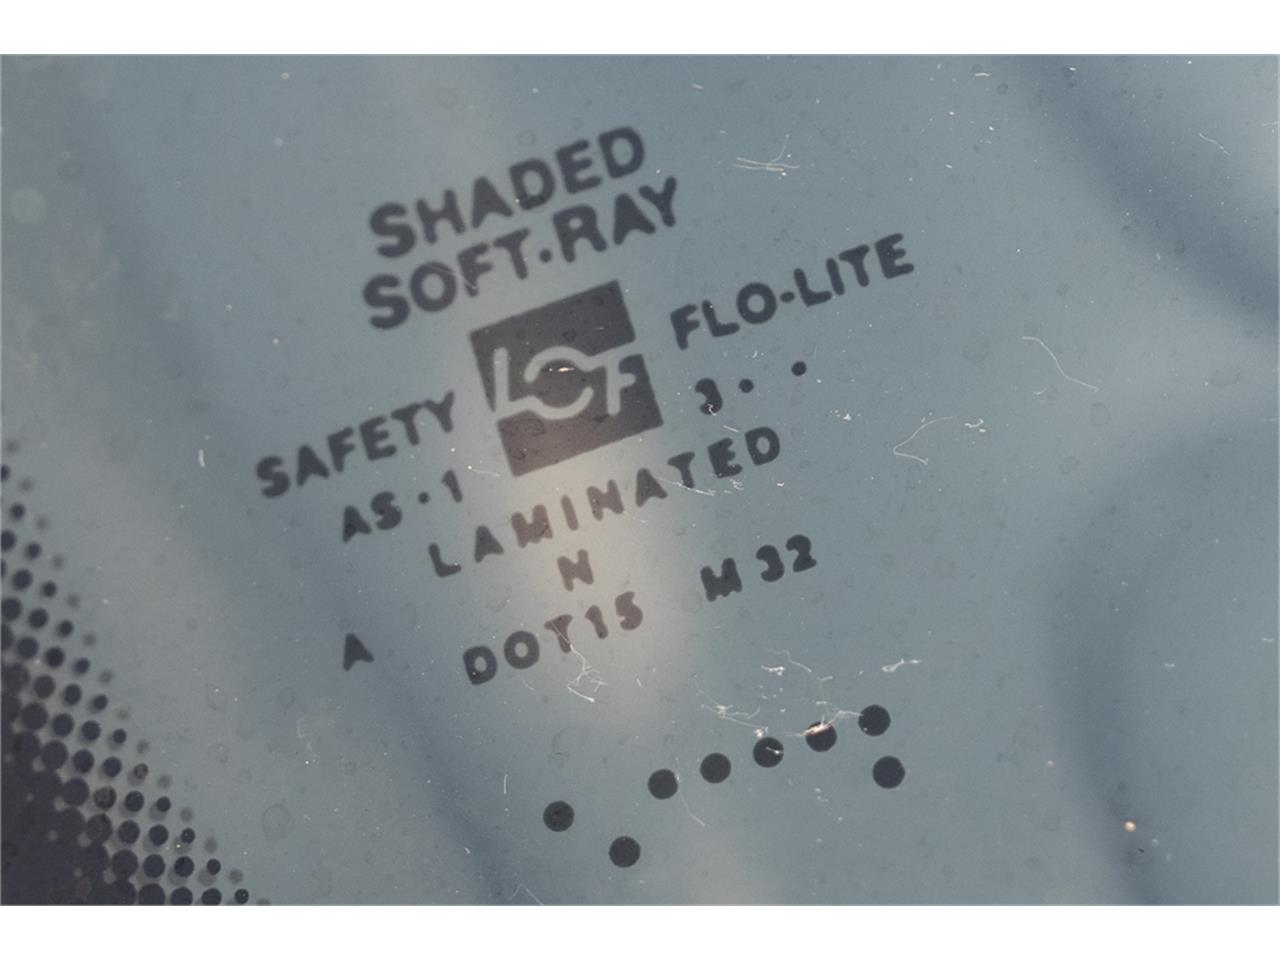 SHADED
SOFT·RAY
LOF
FLO-LITE
SAFETY
3··
AS·1
LAMINATED
N
A DOT15 M32